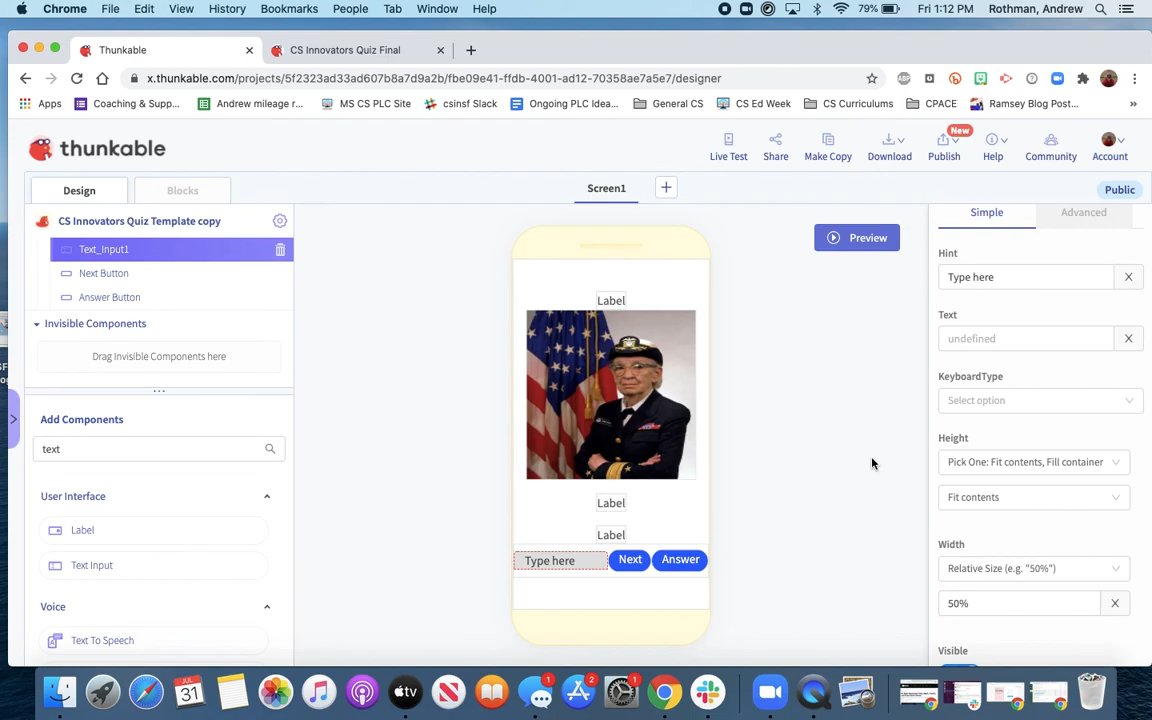 Chrome File Edit View History Bookmarks People Tab Window Help 79% Fri 1:12 PM Rothman, Andrew
Thunkable CS Innovators Quiz Final
x.thunkable.com/projects/5f2323ad33ad607b8a7d9a2b/fbe09e41-ffdb-4001-ad12-70358ae7a5e7/designer
Apps Coaching & Supp... Andrew mileage r... MS CS PLC Site csinsf Slack Ongoing PLC Idea... General CS CS Ed Week CS Curriculums CPACE Ramsey Blog Post... »
New
thunkable
Live Test Share Make Copy Download Publish Help Community Account
Design Blocks Screen1 Public
CS Innovators Quiz Template copy
Text_Input1
Next Button
Answer Button
Invisible Components
Drag Invisible Components here
Add Components
text
User Interface
Label
Text Input
Voice
Text To Speech
Preview
Label
Label
Label
Type here Next Answer
Simple Advanced
Hint
Type here X
Text
undefined X
KeyboardType
Select option
Height
Pick One: Fit contents, Fill container
Fit contents
Width
Relative Size (e.g. "50%")
50% X
Visible
JUL
31
1 2 1